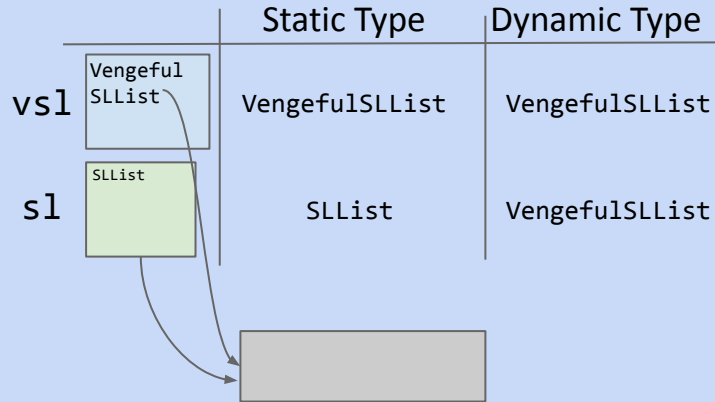 Static Type Dynamic Type
vsl
Vengeful
SLList
VengefulSLList VengefulSLList
sl
SLList
SLList VengefulSLList